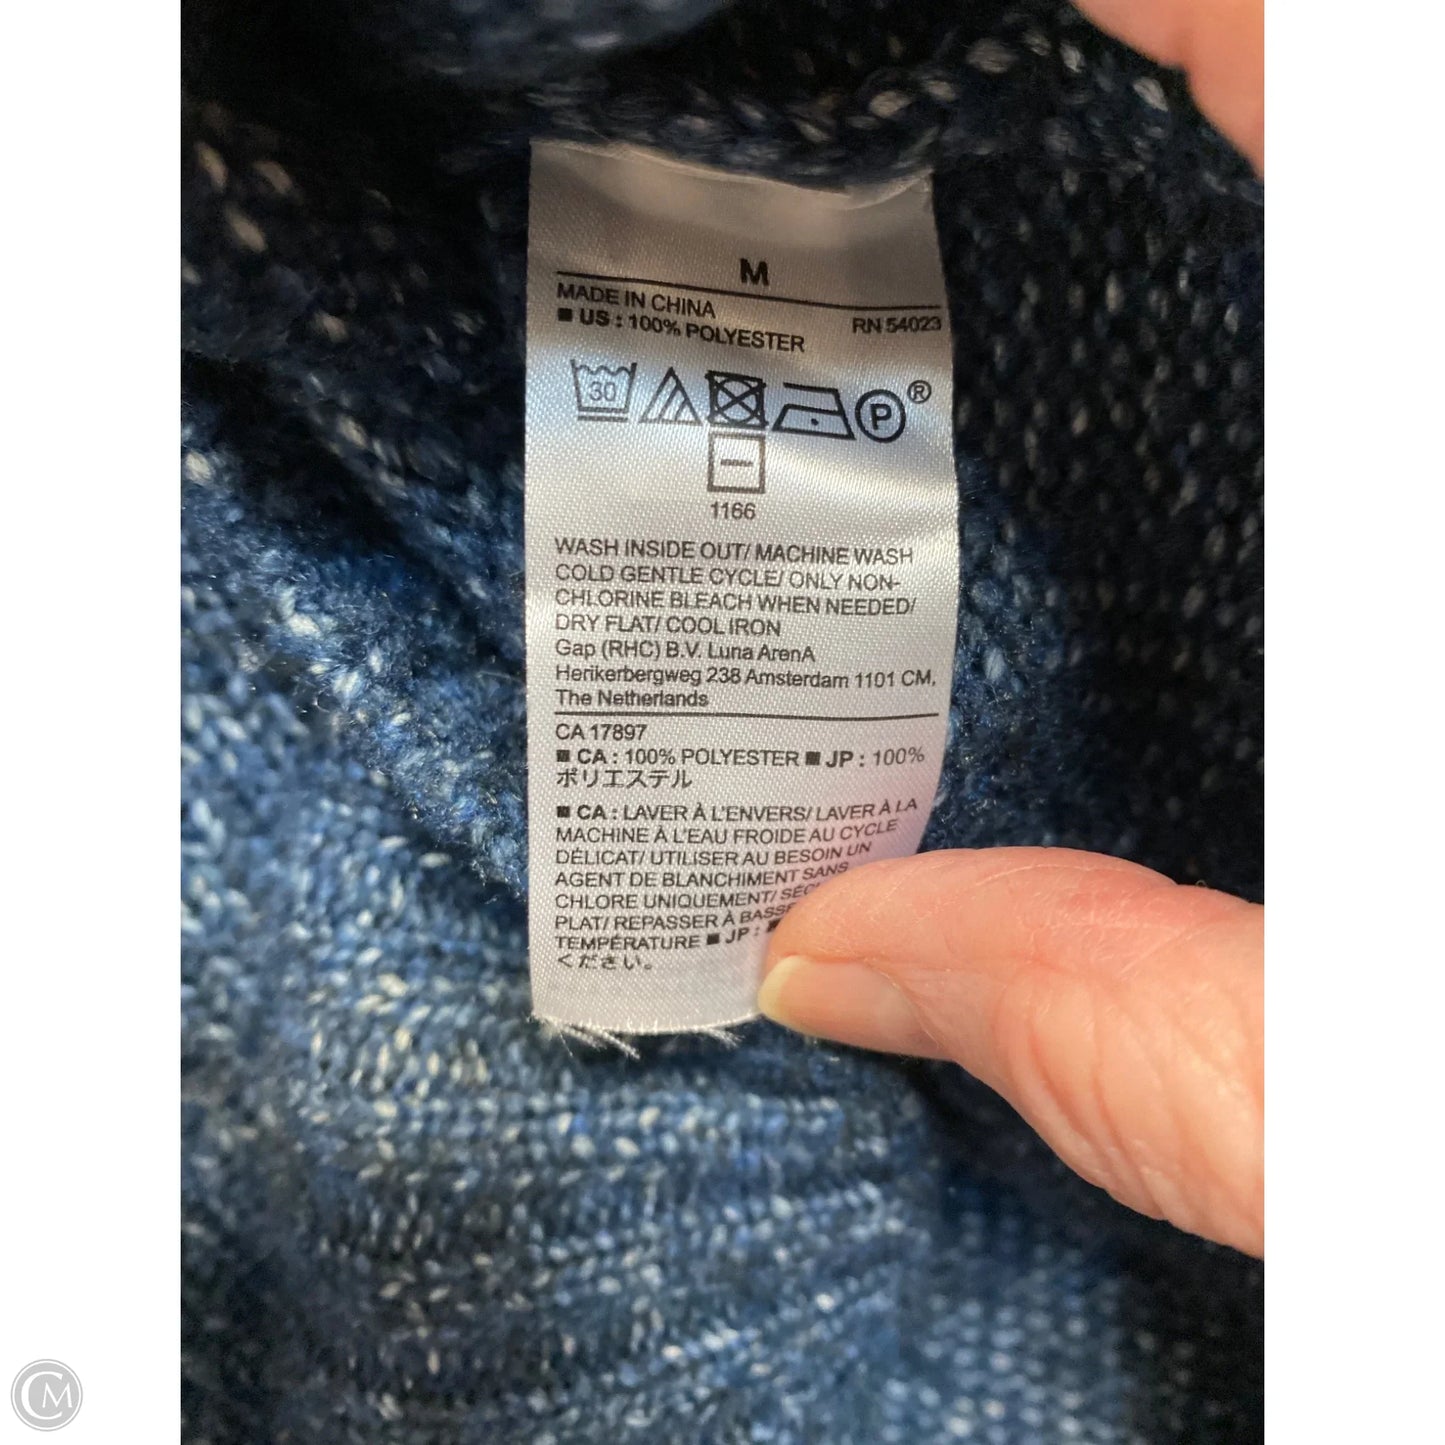 M
MADE IN CHINA
■ US : 100% POLYESTER RN 54023
30 P ®
1166
WASH INSIDE OUT/ MACHINE WASH
COLD GENTLE CYCLE/ ONLY NON-
CHLORINE BLEACH WHEN NEEDED/
DRY FLAT/ COOL IRON
Gap (RHC) B.V. Luna ArenA
Herikerbergweg 238 Amsterdam 1101 CM,
The Netherlands
CA 17897
■ CA : 100% POLYESTER ■ JP : 100%
ポリエステル
■ CA : LAVER À L'ENVERS/ LAVER À LA
MACHINE À L'EAU FROIDE AU CYCLE
DÉLICAT/ UTILISER AU BESOIN UN
AGENT DE BLANCHIMENT SANS
CHLORE UNIQUEMENT/
PLAT/ REPASSER À
TEMPÉRATURE ■ JP :
ください。
CM